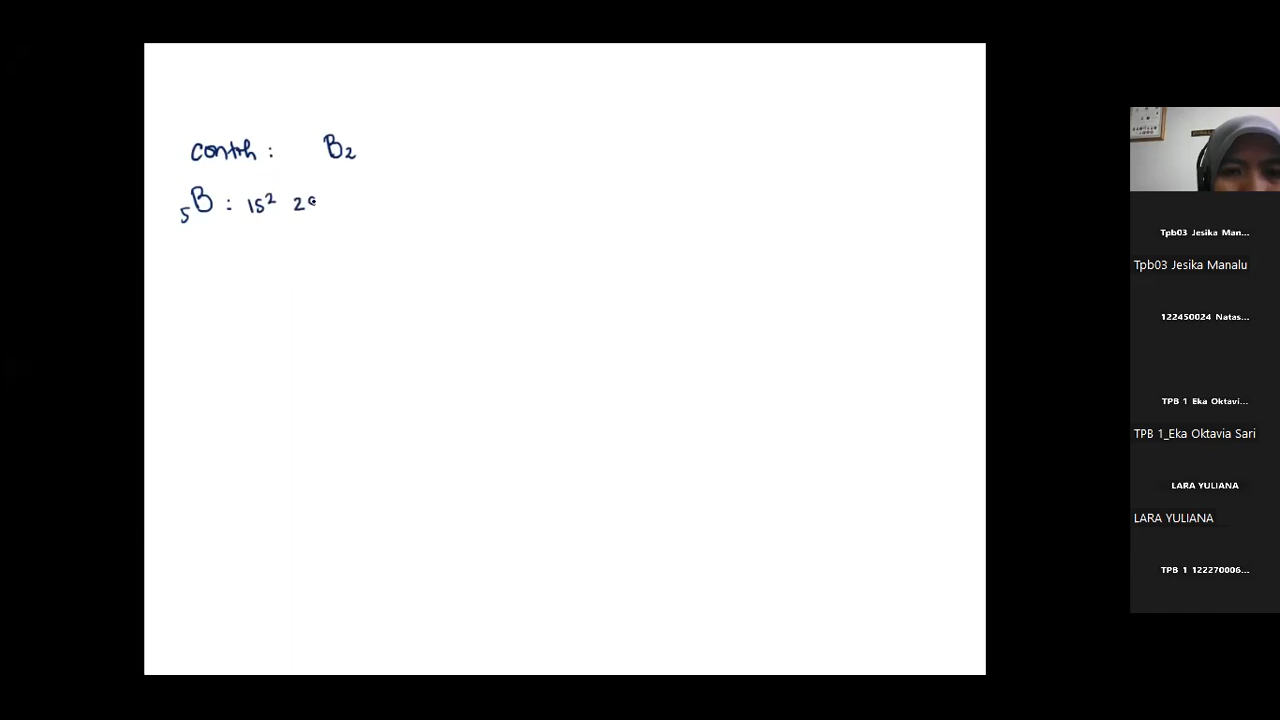 contoh : B₂
₅B : 1s² 2s
Tpb03 Jesika Man...
Tpb03 Jesika Manalu
122450024 Natas...
TPB 1 Eka Oktavi...
TPB 1_Eka Oktavia Sari
LARA YULIANA
LARA YULIANA
TPB 1 122270006...